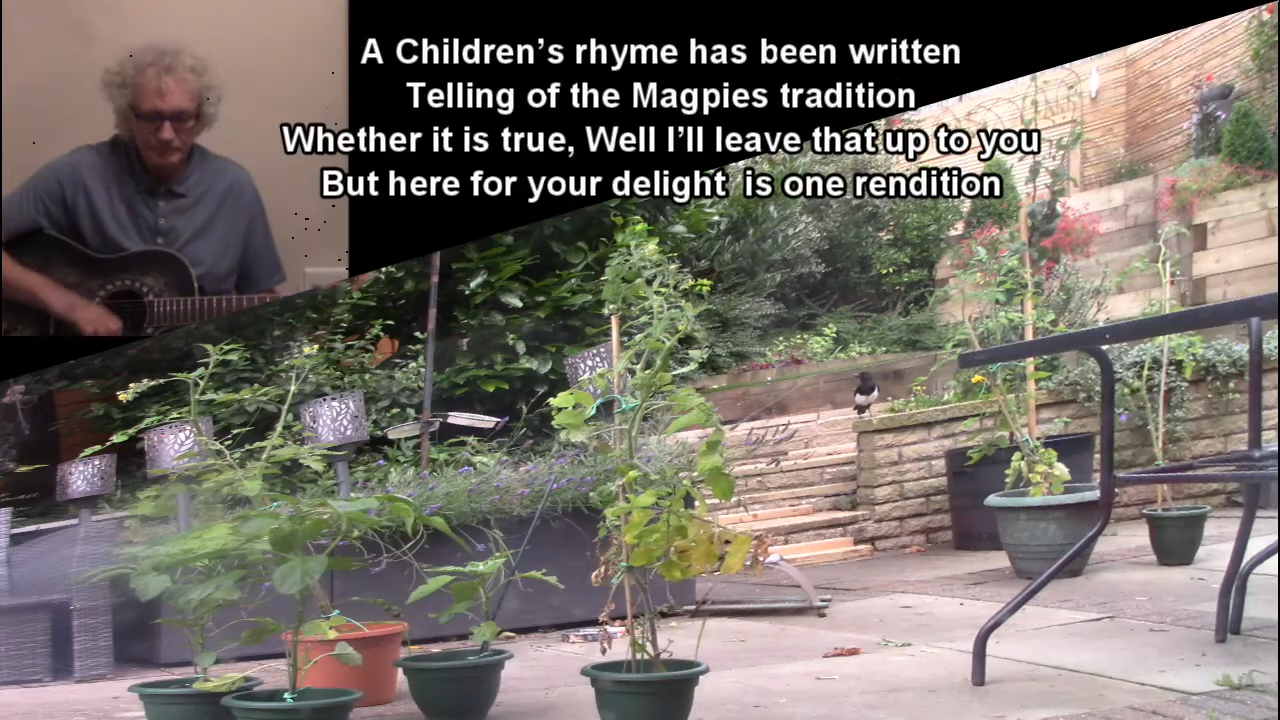 A Children’s rhyme has been written
Telling of the Magpies tradition
Whether it is true, Well I’ll leave that up to you
But here for your delight is one rendition